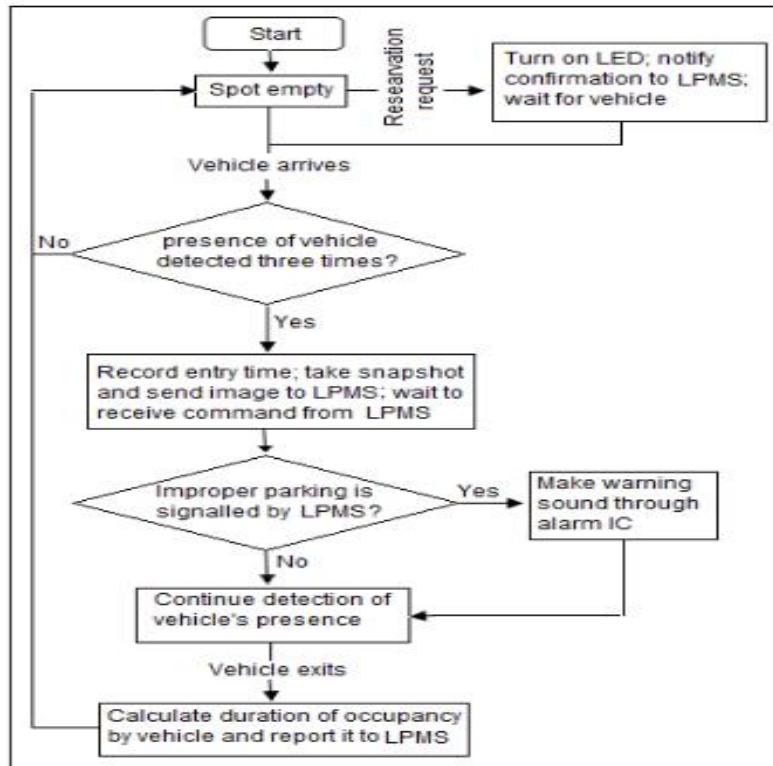 Start
Spot empty
Researvation
request
Turn on LED; notify
confirmation to LPMS;
wait for vehicle
Vehicle arrives
No
presence of vehicle
detected three times?
Yes
Record entry time; take snapshot
and send image to LPMS; wait to
receive command from LPMS
Improper parking is
signalled by LPMS?
Yes
Make warning
sound through
alarm IC
No
Continue detection of
vehicle's presence
Vehicle exits
Calculate duration of occupancy
by vehicle and report it to LPMS